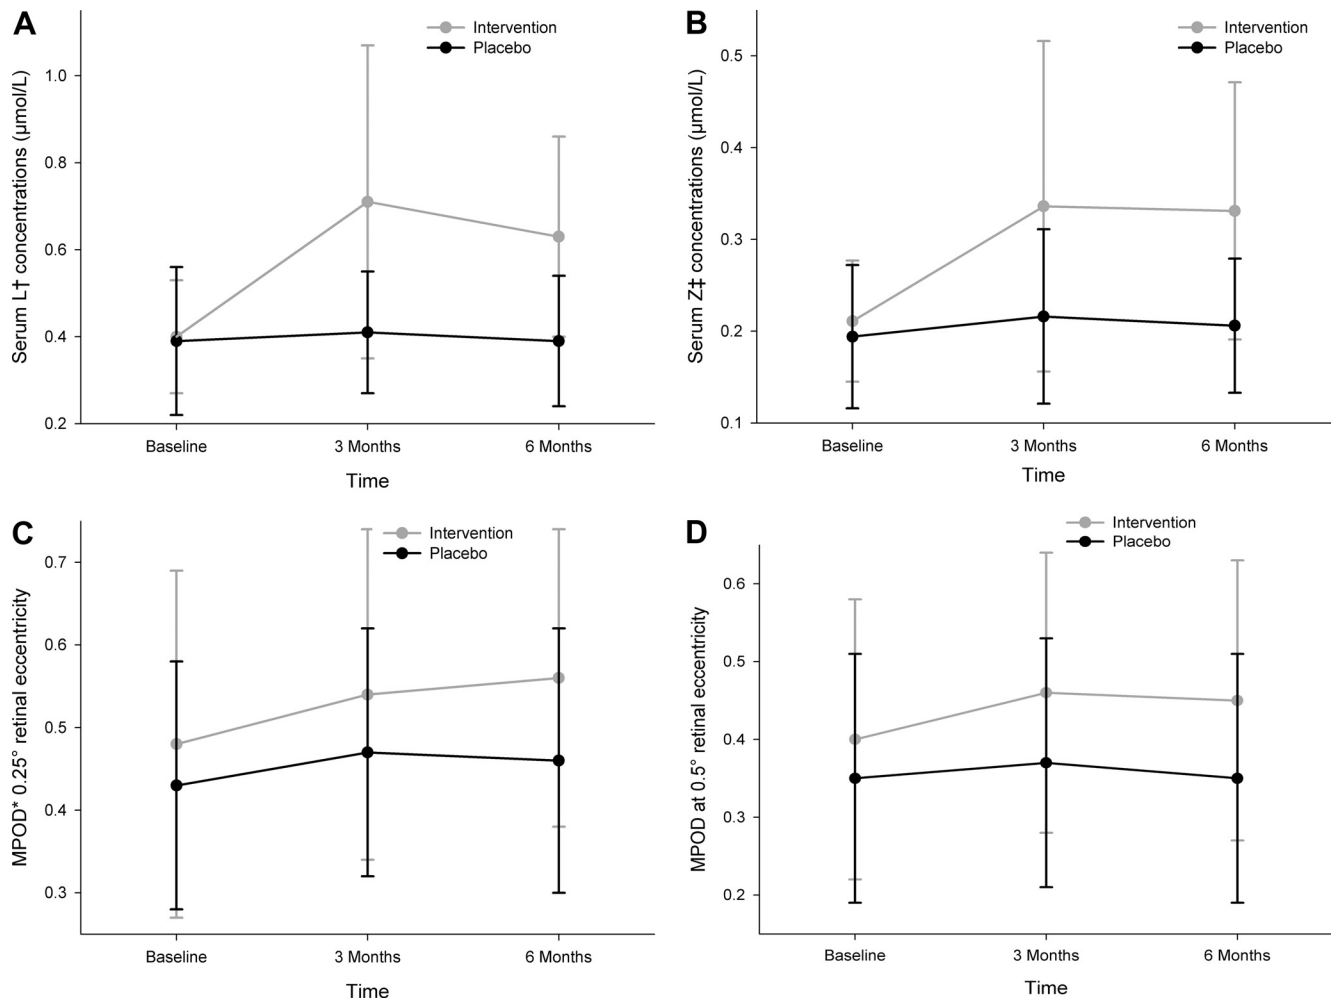 A
Intervention
Placebo
Serum L† concentrations (µmol/L)
1.0
0.8
0.6
0.4
0.2
Baseline
3 Months
6 Months
Time
B
Intervention
Placebo
Serum Z‡ concentrations (µmol/L)
0.5
0.4
0.3
0.2
0.1
Baseline
3 Months
6 Months
Time
C
Intervention
Placebo
MPOD* 0.25° retinal eccentricity
0.7
0.6
0.5
0.4
0.3
Baseline
3 Months
6 Months
Time
D
Intervention
Placebo
MPOD at 0.5° retinal eccentricity
0.6
0.5
0.4
0.3
0.2
Baseline
3 Months
6 Months
Time